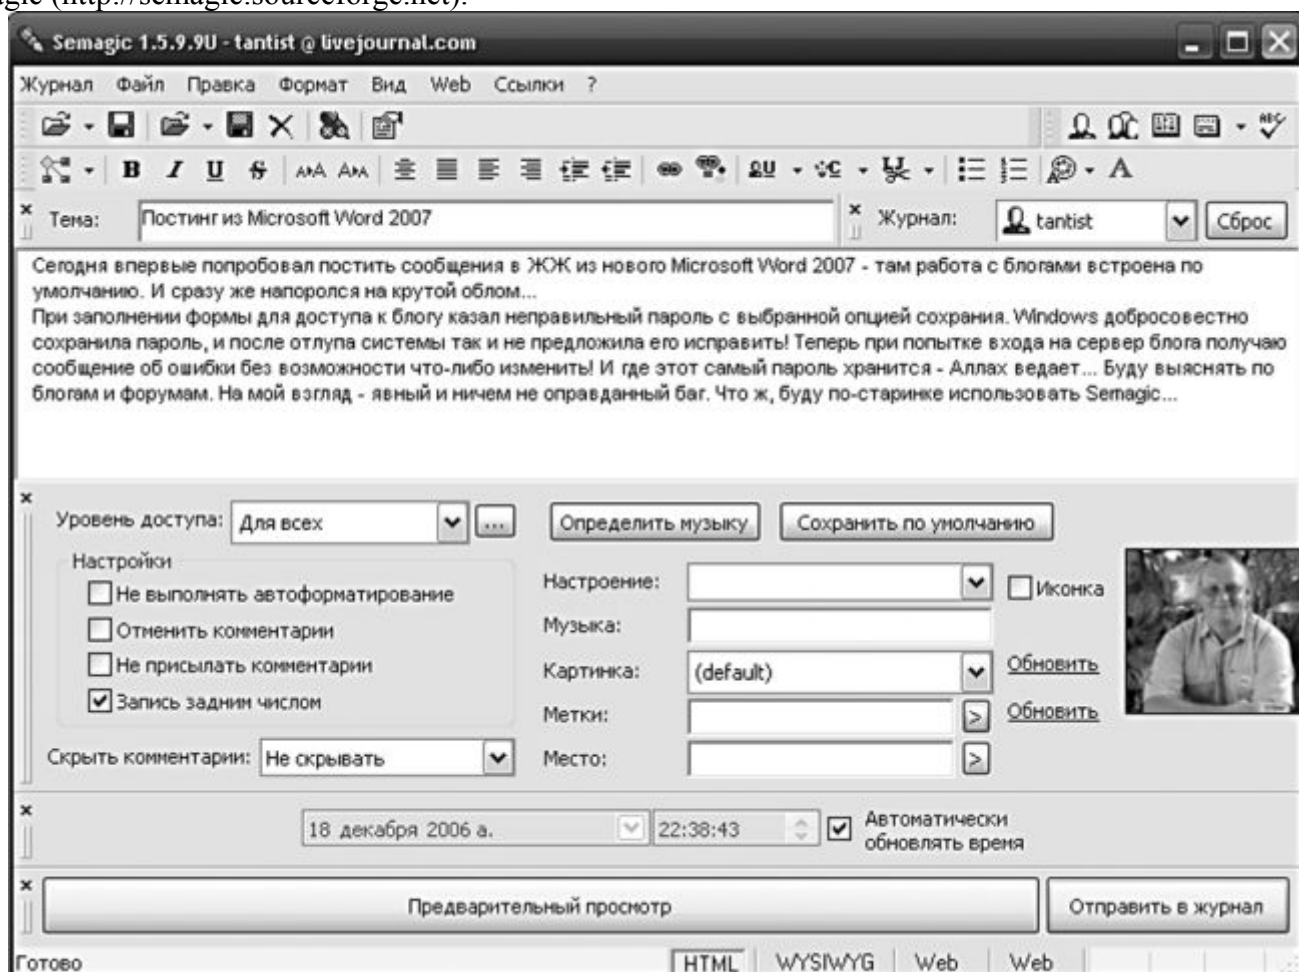 agic (http://semagic.sourceforge.net).
Semagic 1.5.9.9U - tantist @ livejournal.com
Журнал Файл Правка Формат Вид Web Ссылки ?
Тема: Постинг из Microsoft Word 2007 Журнал: tantist Сброс
Сегодня впервые попробовал постить сообщения в ЖЖ из нового Microsoft Word 2007 - там работа с блогами встроена по
умолчанию. И сразу же напоролся на крутой облом...
При заполнении формы для доступа к блогу казал неправильный пароль с выбранной опцией сохрания. Windows добросовестно
сохранила пароль, и после отлупа системы так и не предложила его исправить! Теперь при попытке входа на сервер блога получаю
сообщение об ошибки без возможности что-либо изменить! И где этот самый пароль хранится - Аллах ведает... Буду выяснять по
блогам и форумам. На мой взгляд - явный и ничем не оправданный баг. Что ж, буду по-старинке использовать Semagic...
Уровень доступа: Для всех ... Определить музыку Сохранить по умолчанию
Настройки
Не выполнять автоформатирование
Отменить комментарии
Не присылать комментарии
Запись задним числом
Скрыть комментарии: Не скрывать
Настроение: Иконка
Музыка:
Картинка: (default) Обновить
Метки: > Обновить
Место: >
18 декабря 2006 а. 22:38:43 Автоматически
обновлять время
Предварительный просмотр Отправить в журнал
Готово HTML WYSIWYG Web Web